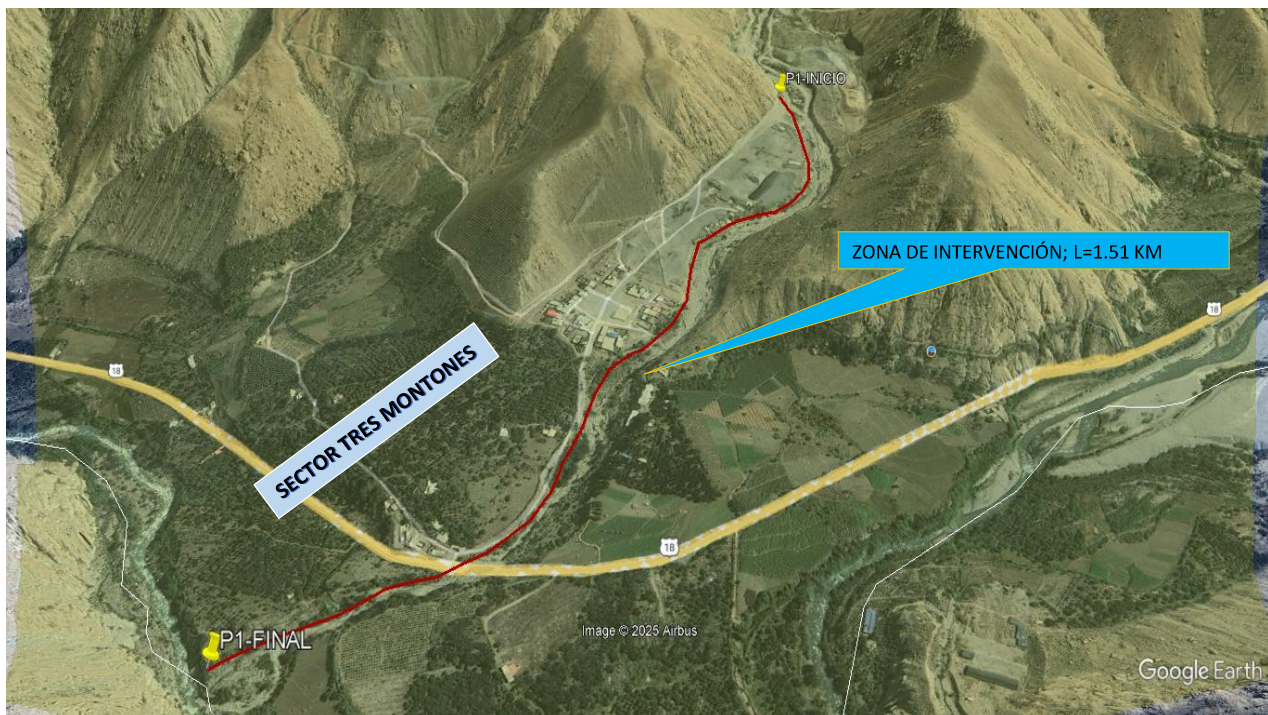 P1-INICIO
ZONA DE INTERVENCIÓN; L=1.51 KM
18
18
SECTOR TRES MONTONES
18
P1-FINAL
Image © 2025 Airbus
Google Earth